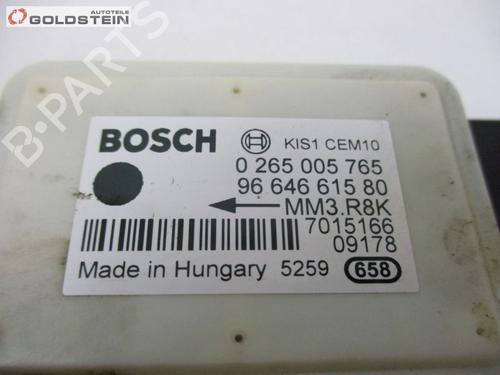 AUTOTEILE
GOLDSTEIN
B-PARTS
BOSCH KIS1 CEM10
0 265 005 765
96 646 615 80
MM3.R8K
7015166
09178
Made in Hungary 5259 658